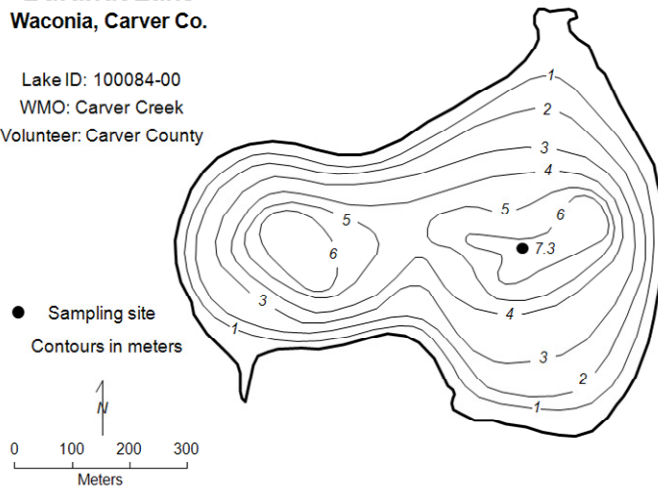 Waconia, Carver Co.
Lake ID: 100084-00
WMO: Carver Creek
Volunteer: Carver County
1
2
3
4
5
6
5
6
7.3
3
1
4
3
2
1
Sampling site
Contours in meters
N
0 100 200 300
Meters